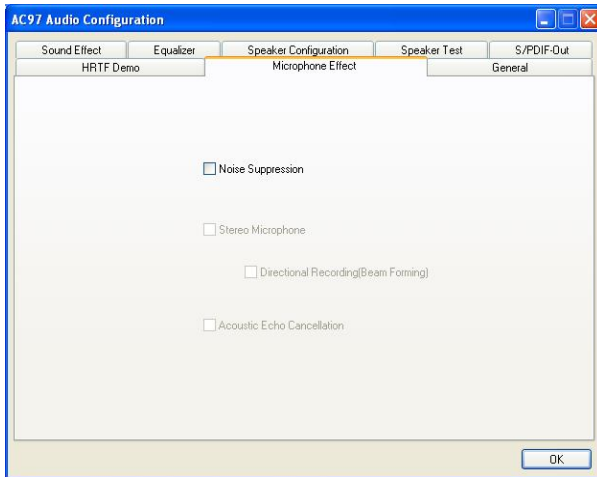 AC97 Audio Configuration
Sound Effect Equalizer Speaker Configuration Speaker Test S/PDIF-Out
HRTF Demo Microphone Effect General
Noise Suppression
Stereo Microphone
Directional Recording(Beam Forming)
Acoustic Echo Cancellation
OK